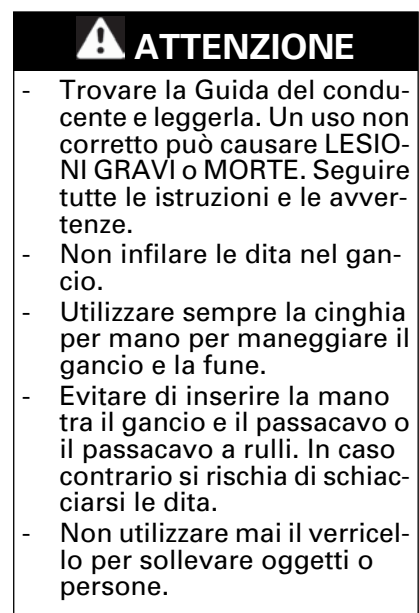 ATTENZIONE
- Trovare la Guida del condu-
cente e leggerla. Un uso non
corretto può causare LESIO-
NI GRAVI o MORTE. Seguire
tutte le istruzioni e le avver-
tenze.
- Non infilare le dita nel gan-
cio.
- Utilizzare sempre la cinghia
per mano per maneggiare il
gancio e la fune.
- Evitare di inserire la mano
tra il gancio e il passacavo o
il passacavo a rulli. In caso
contrario si rischia di schiac-
ciarsi le dita.
- Non utilizzare mai il verricel-
lo per sollevare oggetti o
persone.